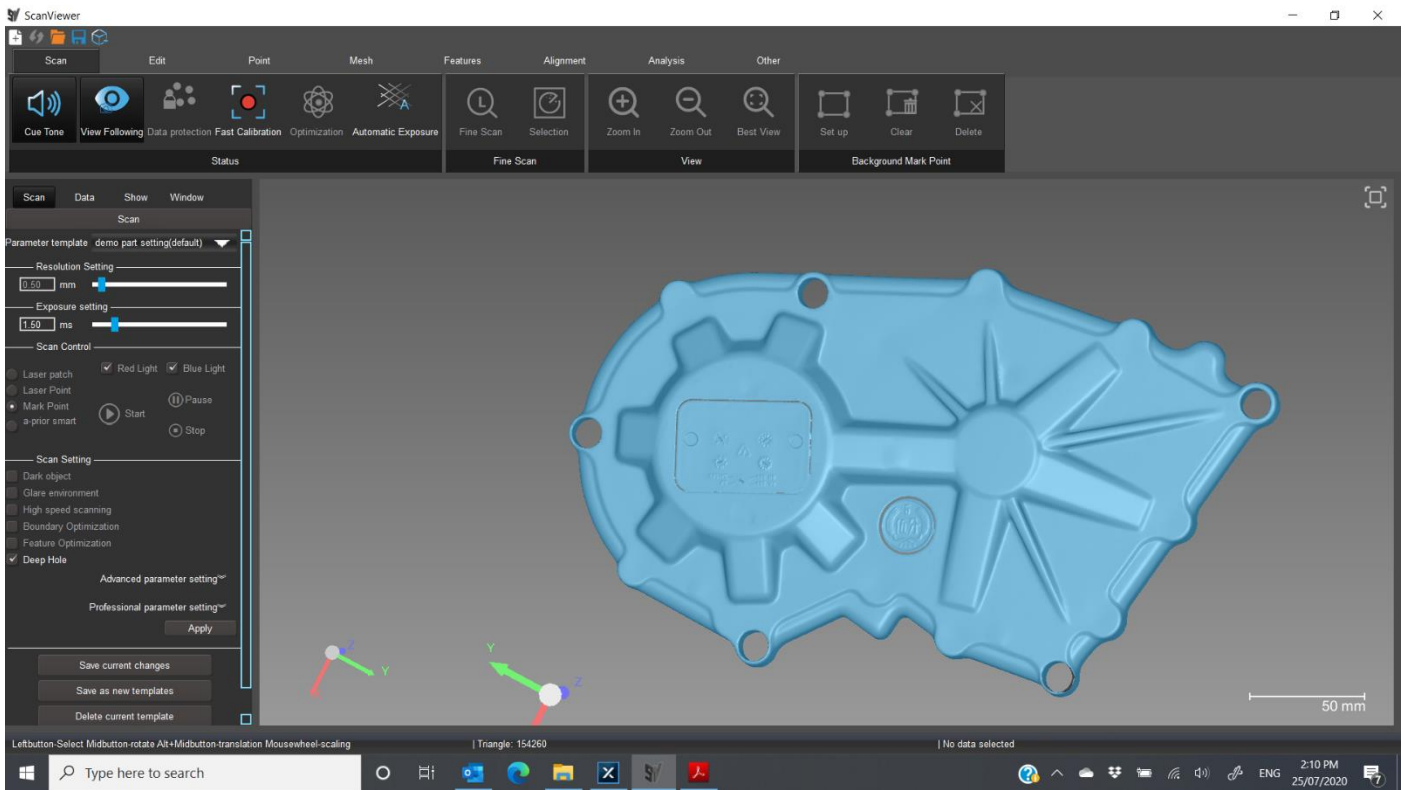 ScanViewer
Scan Edit Point Mesh Features Alignment Analysis Other
Cue Tone View Following Data protection Fast Calibration Optimization Automatic Exposure Fine Scan Selection Zoom In Zoom Out Best View Set up Clear Delete
Status Fine Scan View Background Mark Point
Scan Data Show Window
Scan
Parameter template demo part setting(default)
Resolution Setting
0.50 mm
Exposure setting
1.50 ms
Scan Control
Laser patch Red Light Blue Light
Laser Point
Mark Point Start Pause
a-prior smart Stop
Scan Setting
Dark object
Glare environment
High speed scanning
Boundary Optimization
Feature Optimization
Deep Hole
Advanced parameter setting
Professional parameter setting
Apply
Save current changes
Save as new templates
Delete current template
Z
Y
Y
Z
50 mm
Leftbutton-Select Midbutton-rotate Alt+Midbutton-translation Mousewheel-scaling | Triangle: 154260 | No data selected
Type here to search ENG 2:10 PM
25/07/2020 7